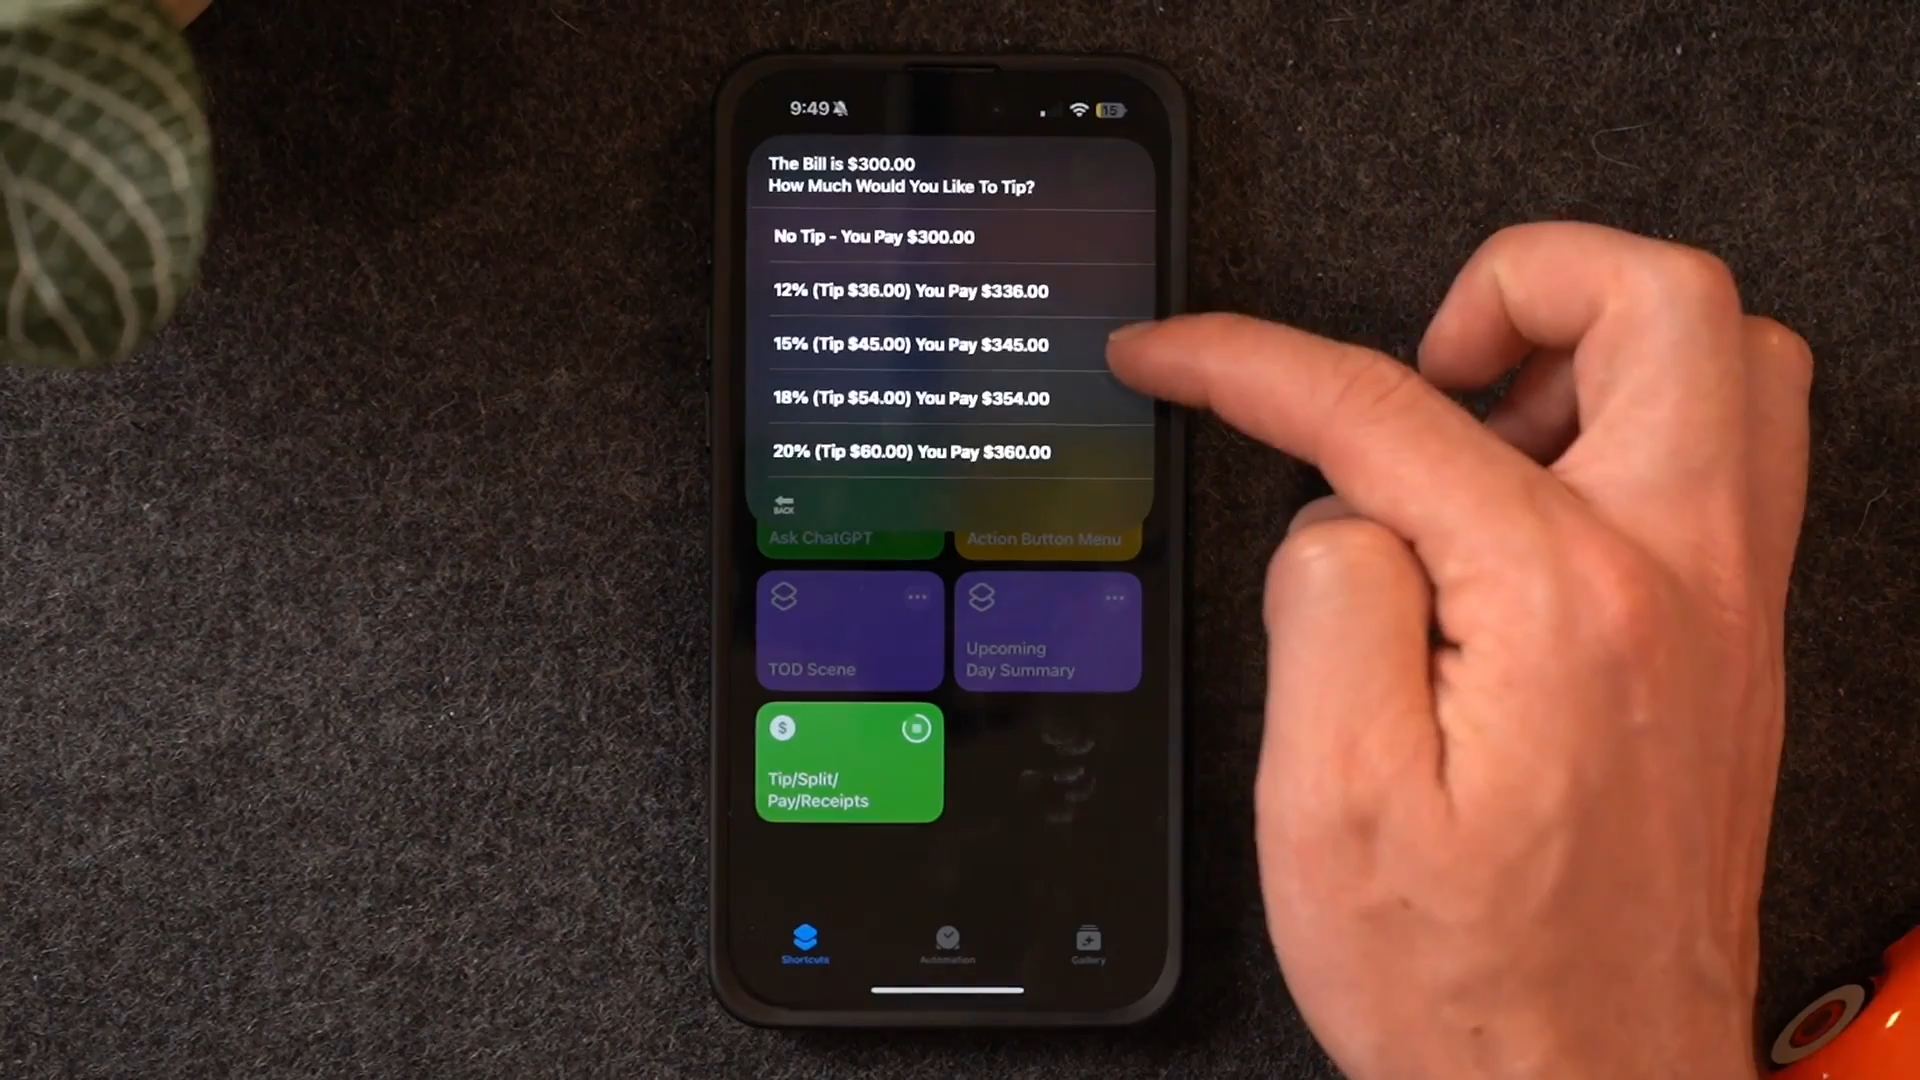 9:49
15
The Bill is $300.00
How Much Would You Like To Tip?
No Tip - You Pay $300.00
12% (Tip $36.00) You Pay $336.00
15% (Tip $45.00) You Pay $345.00
18% (Tip $54.00) You Pay $354.00
20% (Tip $60.00) You Pay $360.00
BACK
Ask ChatGPT
Action Button Menu
TOD Scene
Upcoming
Day Summary
$
Tip/Split/
Pay/Receipts
Shortcuts
Automation
Gallery